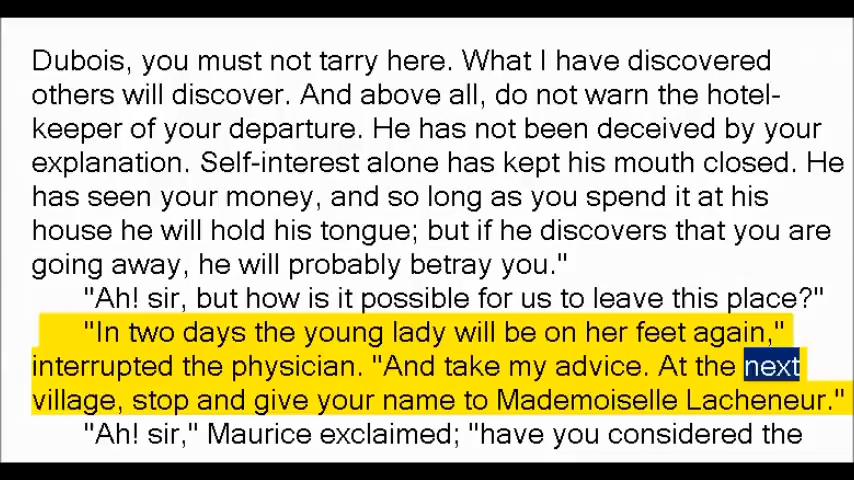 Dubois, you must not tarry here. What I have discovered
others will discover. And above all, do not warn the hotel-
keeper of your departure. He has not been deceived by your
explanation. Self-interest alone has kept his mouth closed. He
has seen your money, and so long as you spend it at his
house he will hold his tongue; but if he discovers that you are
going away, he will probably betray you."
"Ah! sir, but how is it possible for us to leave this place?"
"In two days the young lady will be on her feet again,"
interrupted the physician. "And take my advice. At the next
village, stop and give your name to Mademoiselle Lacheneur."
"Ah! sir," Maurice exclaimed; "have you considered the